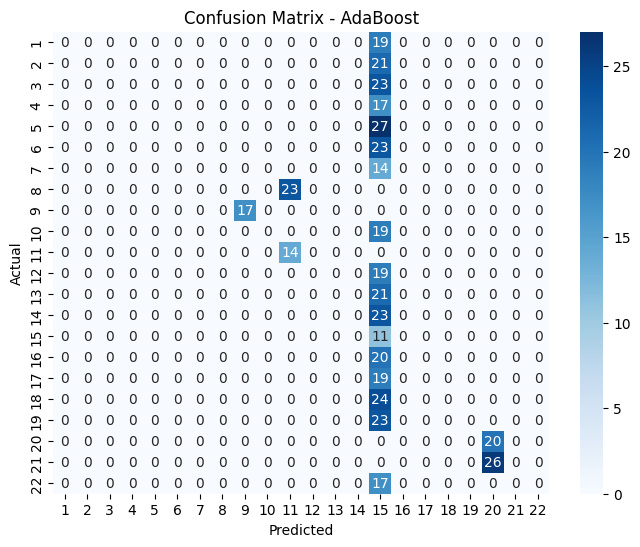 Confusion Matrix - AdaBoost
1 0 0 0 0 0 0 0 0 0 0 0 0 0 0 19 0 0 0 0 0 0 0
2 0 0 0 0 0 0 0 0 0 0 0 0 0 0 21 0 0 0 0 0 0 0
3 0 0 0 0 0 0 0 0 0 0 0 0 0 0 23 0 0 0 0 0 0 0
4 0 0 0 0 0 0 0 0 0 0 0 0 0 0 17 0 0 0 0 0 0 0
5 0 0 0 0 0 0 0 0 0 0 0 0 0 0 27 0 0 0 0 0 0 0
6 0 0 0 0 0 0 0 0 0 0 0 0 0 0 23 0 0 0 0 0 0 0
7 0 0 0 0 0 0 0 0 0 0 0 0 0 0 14 0 0 0 0 0 0 0
8 0 0 0 0 0 0 0 0 0 0 23 0 0 0 0 0 0 0 0 0 0 0
9 0 0 0 0 0 0 0 0 17 0 0 0 0 0 0 0 0 0 0 0 0 0
10 0 0 0 0 0 0 0 0 0 0 0 0 0 0 19 0 0 0 0 0 0 0
11 0 0 0 0 0 0 0 0 0 0 14 0 0 0 0 0 0 0 0 0 0 0
12 0 0 0 0 0 0 0 0 0 0 0 0 0 0 19 0 0 0 0 0 0 0
13 0 0 0 0 0 0 0 0 0 0 0 0 0 0 21 0 0 0 0 0 0 0
14 0 0 0 0 0 0 0 0 0 0 0 0 0 0 23 0 0 0 0 0 0 0
15 0 0 0 0 0 0 0 0 0 0 0 0 0 0 11 0 0 0 0 0 0 0
16 0 0 0 0 0 0 0 0 0 0 0 0 0 0 20 0 0 0 0 0 0 0
17 0 0 0 0 0 0 0 0 0 0 0 0 0 0 19 0 0 0 0 0 0 0
18 0 0 0 0 0 0 0 0 0 0 0 0 0 0 24 0 0 0 0 0 0 0
19 0 0 0 0 0 0 0 0 0 0 0 0 0 0 23 0 0 0 0 0 0 0
20 0 0 0 0 0 0 0 0 0 0 0 0 0 0 0 0 0 0 0 20 0 0
21 0 0 0 0 0 0 0 0 0 0 0 0 0 0 0 0 0 0 0 26 0 0
22 0 0 0 0 0 0 0 0 0 0 0 0 0 0 17 0 0 0 0 0 0 0
1 2 3 4 5 6 7 8 9 10 11 12 13 14 15 16 17 18 19 20 21 22
Actual
Predicted
25
20
15
10
5
0